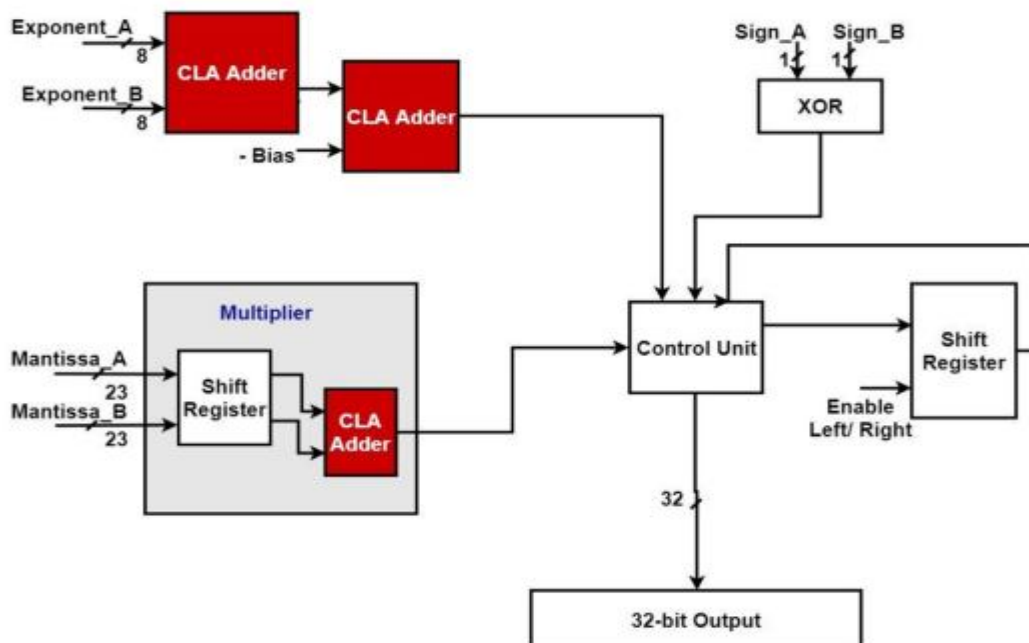 Exponent_A
8
Exponent_B
8
CLA Adder
CLA Adder
- Bias
Sign_A
Sign_B
1
1
XOR
Multiplier
Mantissa_A
23
Mantissa_B
23
Shift
Register
CLA
Adder
Control Unit
Shift
Register
Enable
Left/ Right
32
32-bit Output